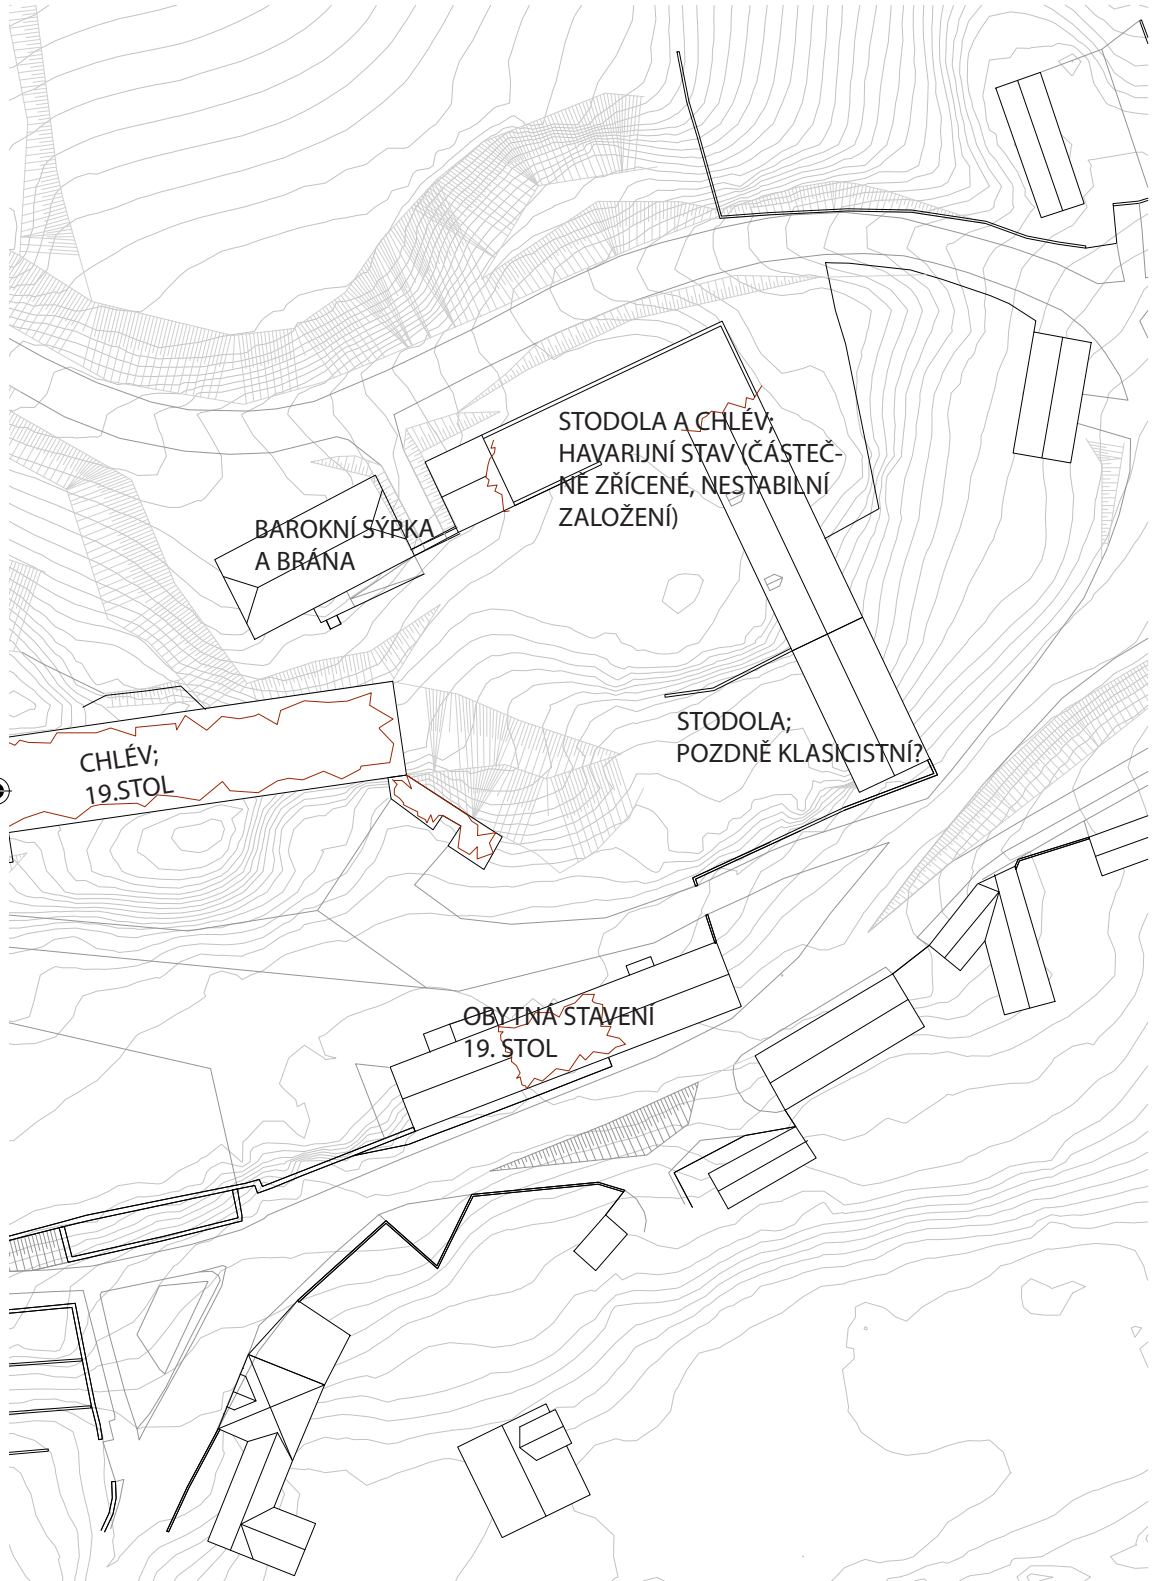 STODOLA A CHLÉV;
HAVARIJNÍ STAV (ČÁSTEČ-
NĚ ZŘÍCENÉ, NESTABILNÍ
ZALOŽENÍ)
BAROKNÍ SÝPKA
A BRÁNA
STODOLA;
POZDNĚ KLASICISTNÍ?
CHLÉV;
19.STOL
OBYTNÁ STAVENÍ
19. STOL